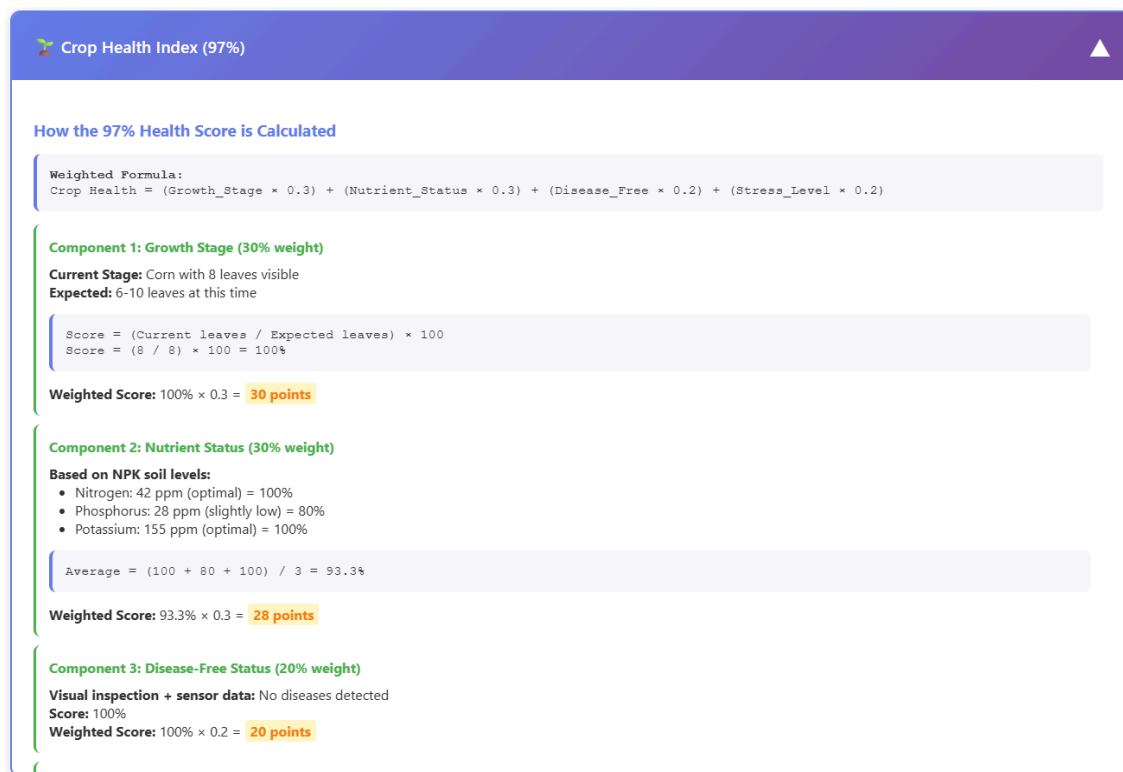 Crop Health Index (97%)
How the 97% Health Score is Calculated
Weighted Formula:
Crop Health = (Growth_Stage × 0.3) + (Nutrient_Status × 0.3) + (Disease_Free × 0.2) + (Stress_Level × 0.2)
Component 1: Growth Stage (30% weight)
Current Stage: Corn with 8 leaves visible
Expected: 6-10 leaves at this time
Score = (Current leaves / Expected leaves) × 100
Score = (8 / 8) × 100 = 100%
Weighted Score: 100% × 0.3 = 30 points
Component 2: Nutrient Status (30% weight)
Based on NPK soil levels:
• Nitrogen: 42 ppm (optimal) = 100%
• Phosphorus: 28 ppm (slightly low) = 80%
• Potassium: 155 ppm (optimal) = 100%
Average = (100 + 80 + 100) / 3 = 93.3%
Weighted Score: 93.3% × 0.3 = 28 points
Component 3: Disease-Free Status (20% weight)
Visual inspection + sensor data: No diseases detected
Score: 100%
Weighted Score: 100% × 0.2 = 20 points